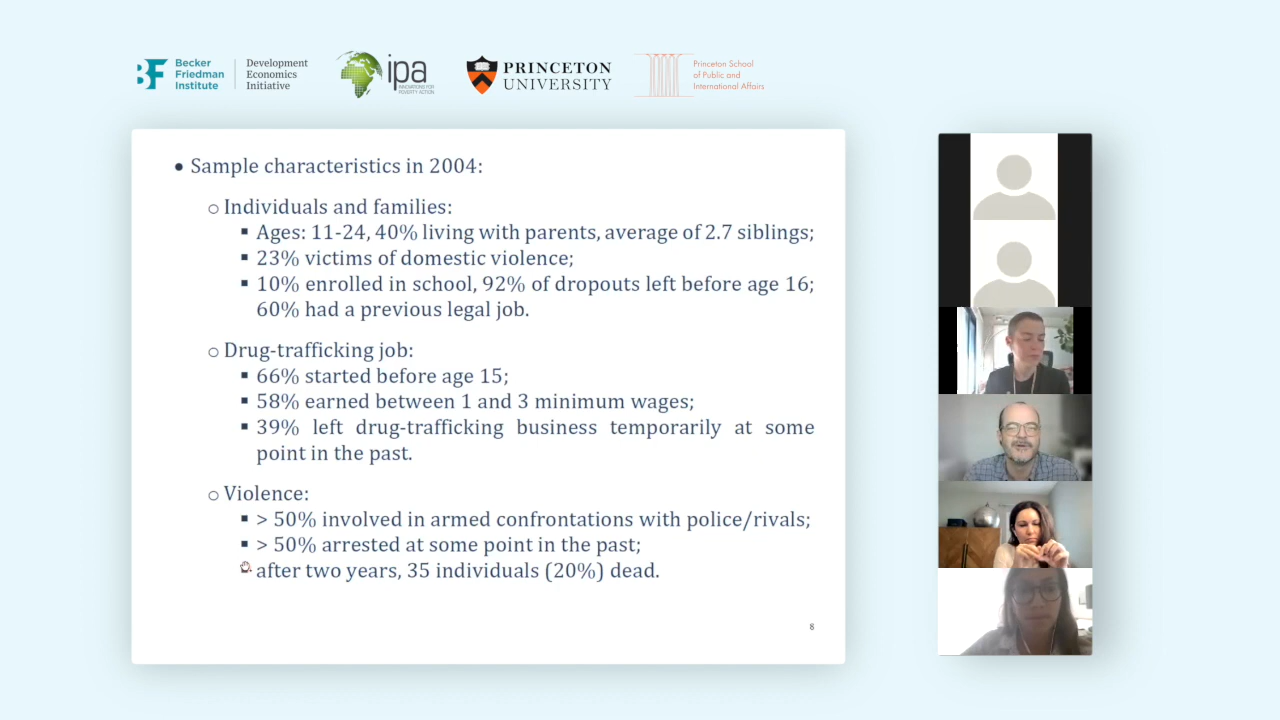 Becker
Friedman
Institute
Development
Economics
Initiative
ipa
INNOVATIONS FOR
POVERTY ACTION
PRINCETON
UNIVERSITY
Princeton School
of Public and
International Affairs
• Sample characteristics in 2004:
o Individuals and families:
▪ Ages: 11-24, 40% living with parents, average of 2.7 siblings;
▪ 23% victims of domestic violence;
▪ 10% enrolled in school, 92% of dropouts left before age 16;
60% had a previous legal job.
o Drug-trafficking job:
▪ 66% started before age 15;
▪ 58% earned between 1 and 3 minimum wages;
▪ 39% left drug-trafficking business temporarily at some
point in the past.
o Violence:
▪ > 50% involved in armed confrontations with police/rivals;
▪ > 50% arrested at some point in the past;
after two years, 35 individuals (20%) dead.
8